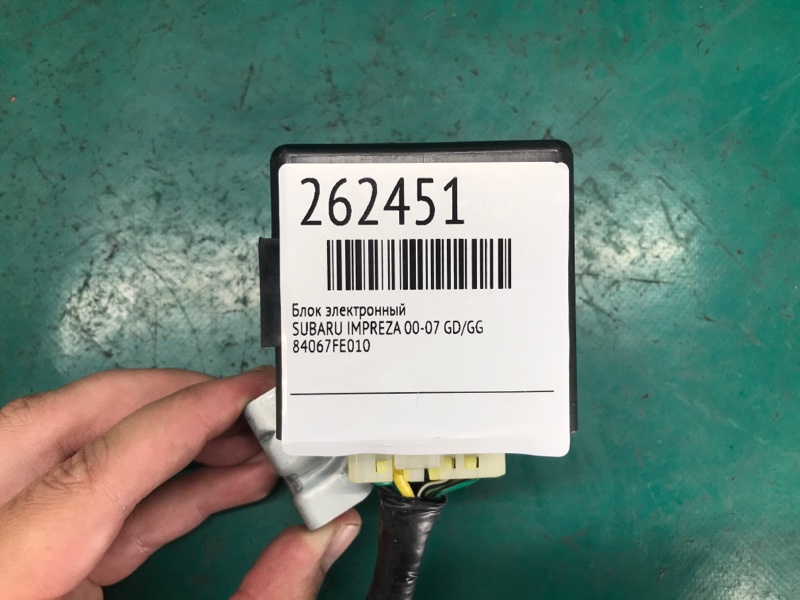 262451
Блок электронный
SUBARU IMPREZA 00-07 GD/GG
84067FE010